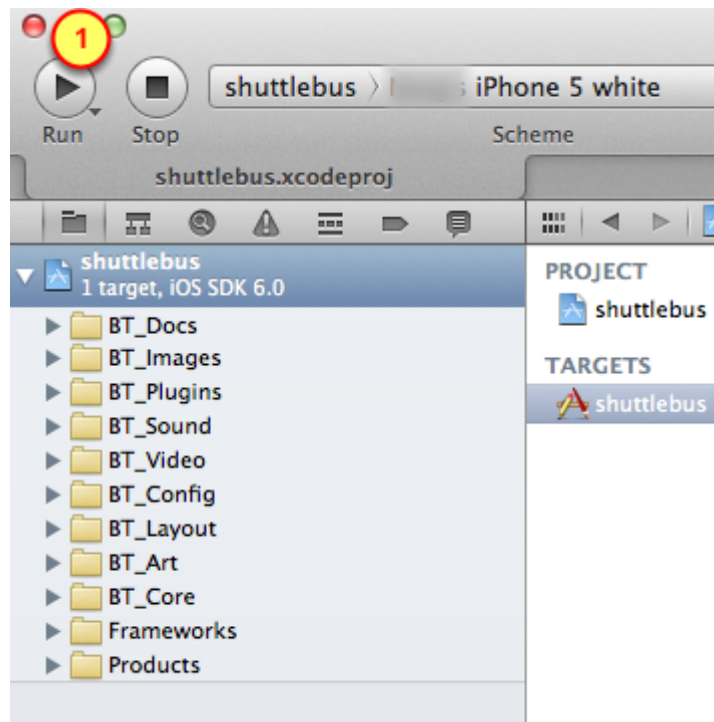 1
shuttlebus iPhone 5 white
Run Stop Scheme
shuttlebus.xcodeproj
shuttlebus
1 target, iOS SDK 6.0
BT_Docs
BT_Images
BT_Plugins
BT_Sound
BT_Video
BT_Config
BT_Layout
BT_Art
BT_Core
Frameworks
Products
PROJECT
shuttlebus
TARGETS
shuttlebus